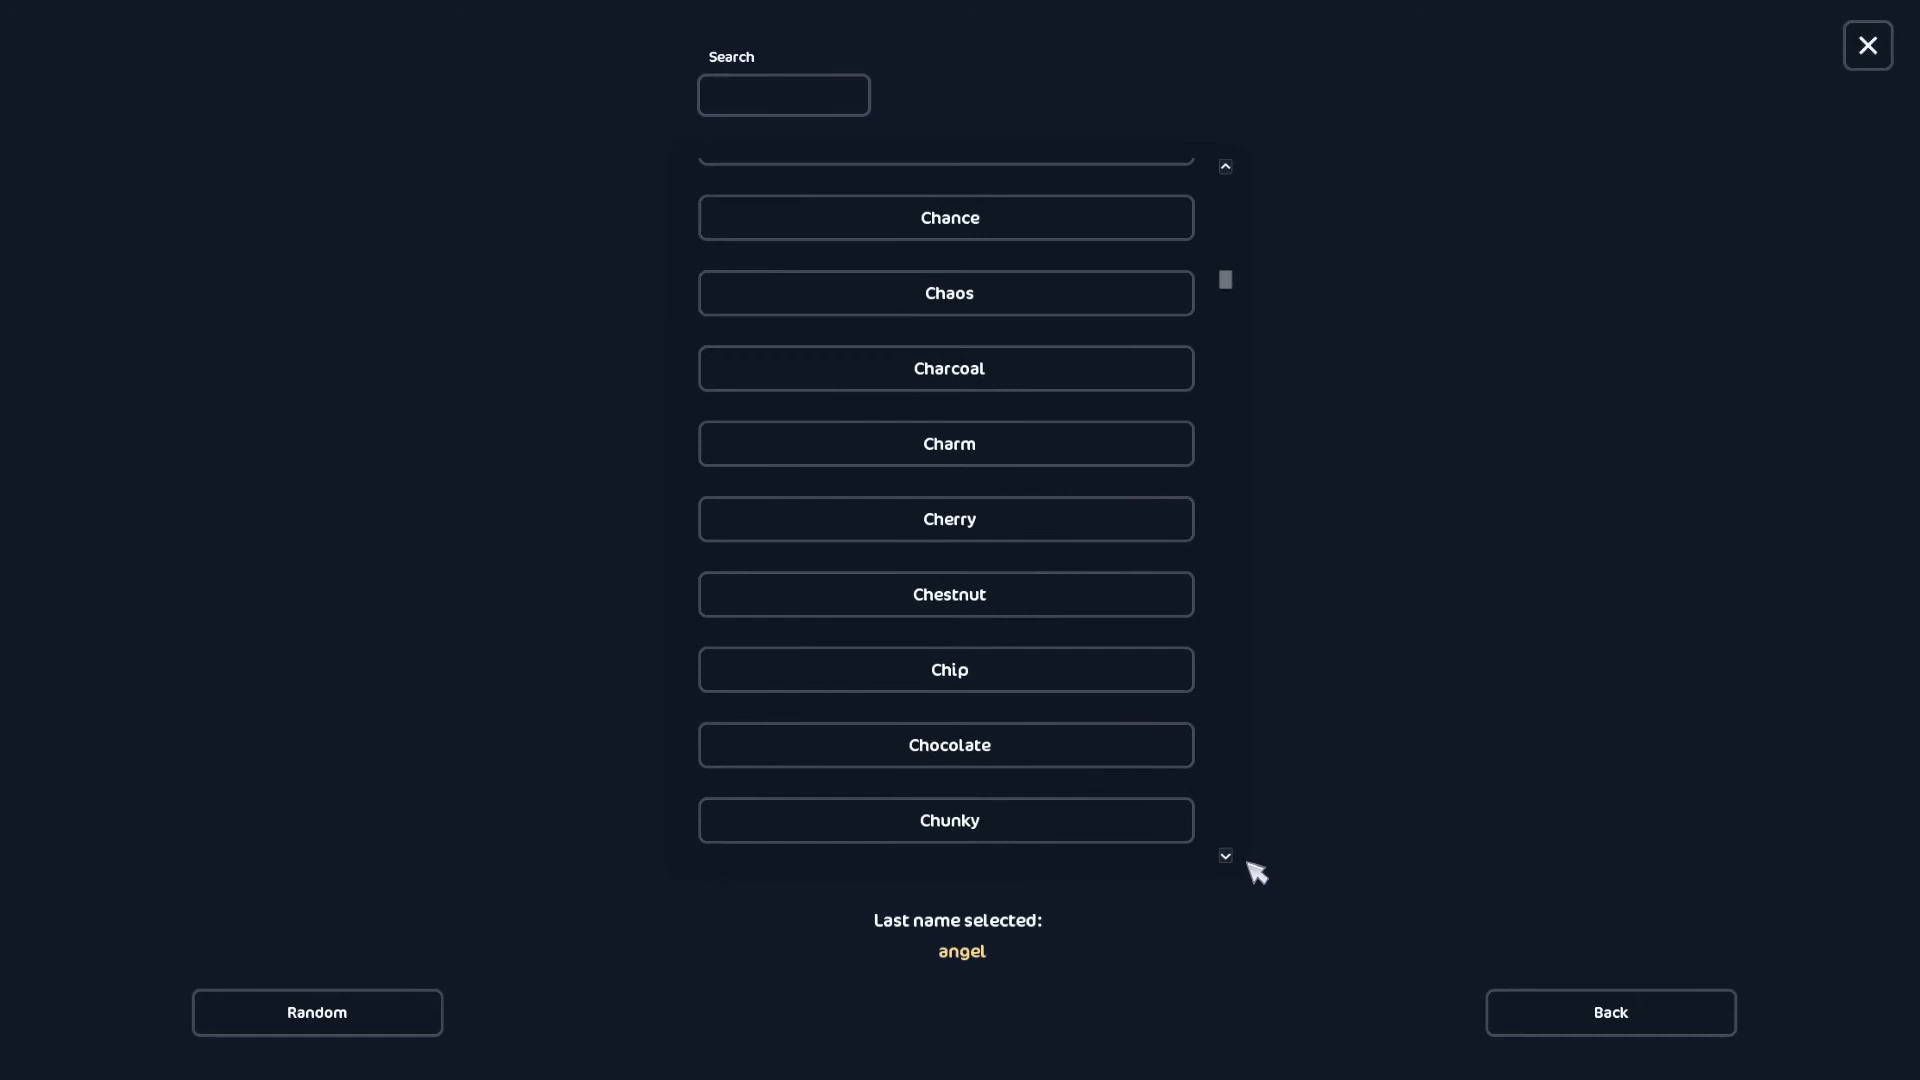 Search
Chance
Chaos
Charcoal
Charm
Cherry
Chestnut
Chip
Chocolate
Chunky
Last name selected:
angel
Random
Back